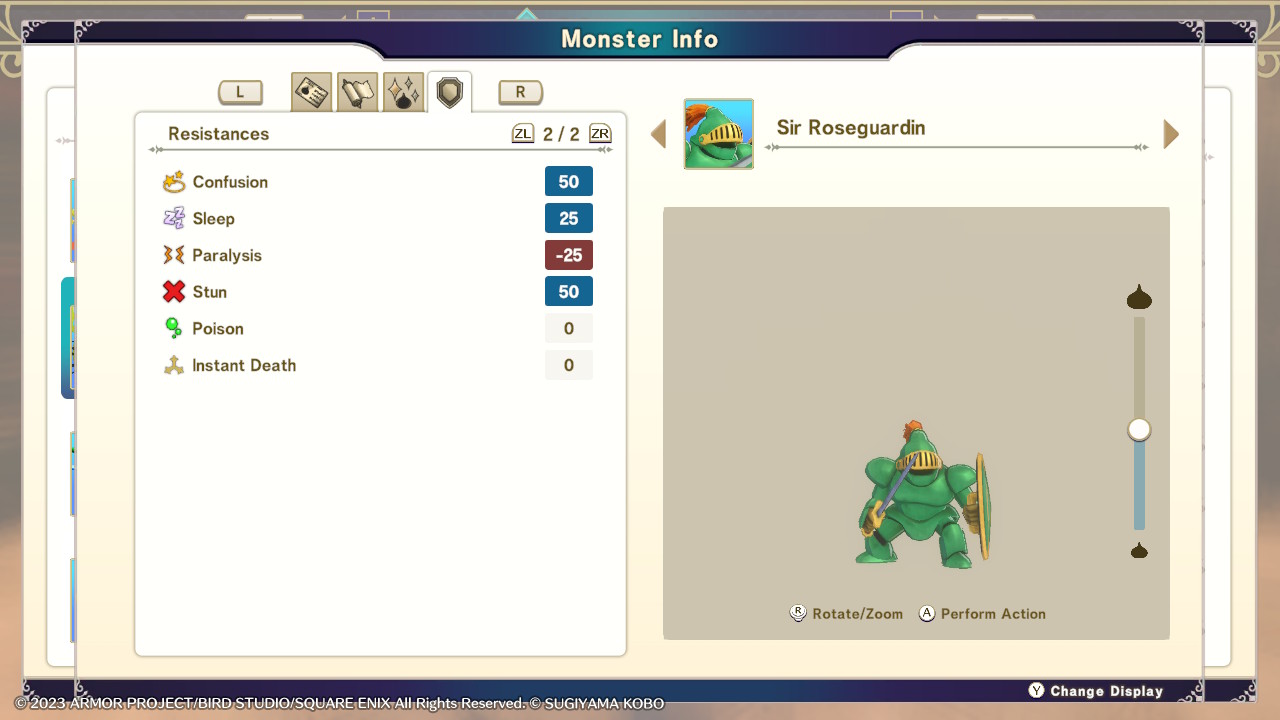 Monster Info
L
R
Resistances
ZL 2 / 2 ZR
Sir Roseguardin
Confusion 50
Sleep 25
Paralysis -25
Stun 50
Poison 0
Instant Death 0
R Rotate/Zoom A Perform Action
Y Change Display
© 2023 ARMOR PROJECT/BIRD STUDIO/SQUARE ENIX All Rights Reserved. © SUGIYAMA KOBO